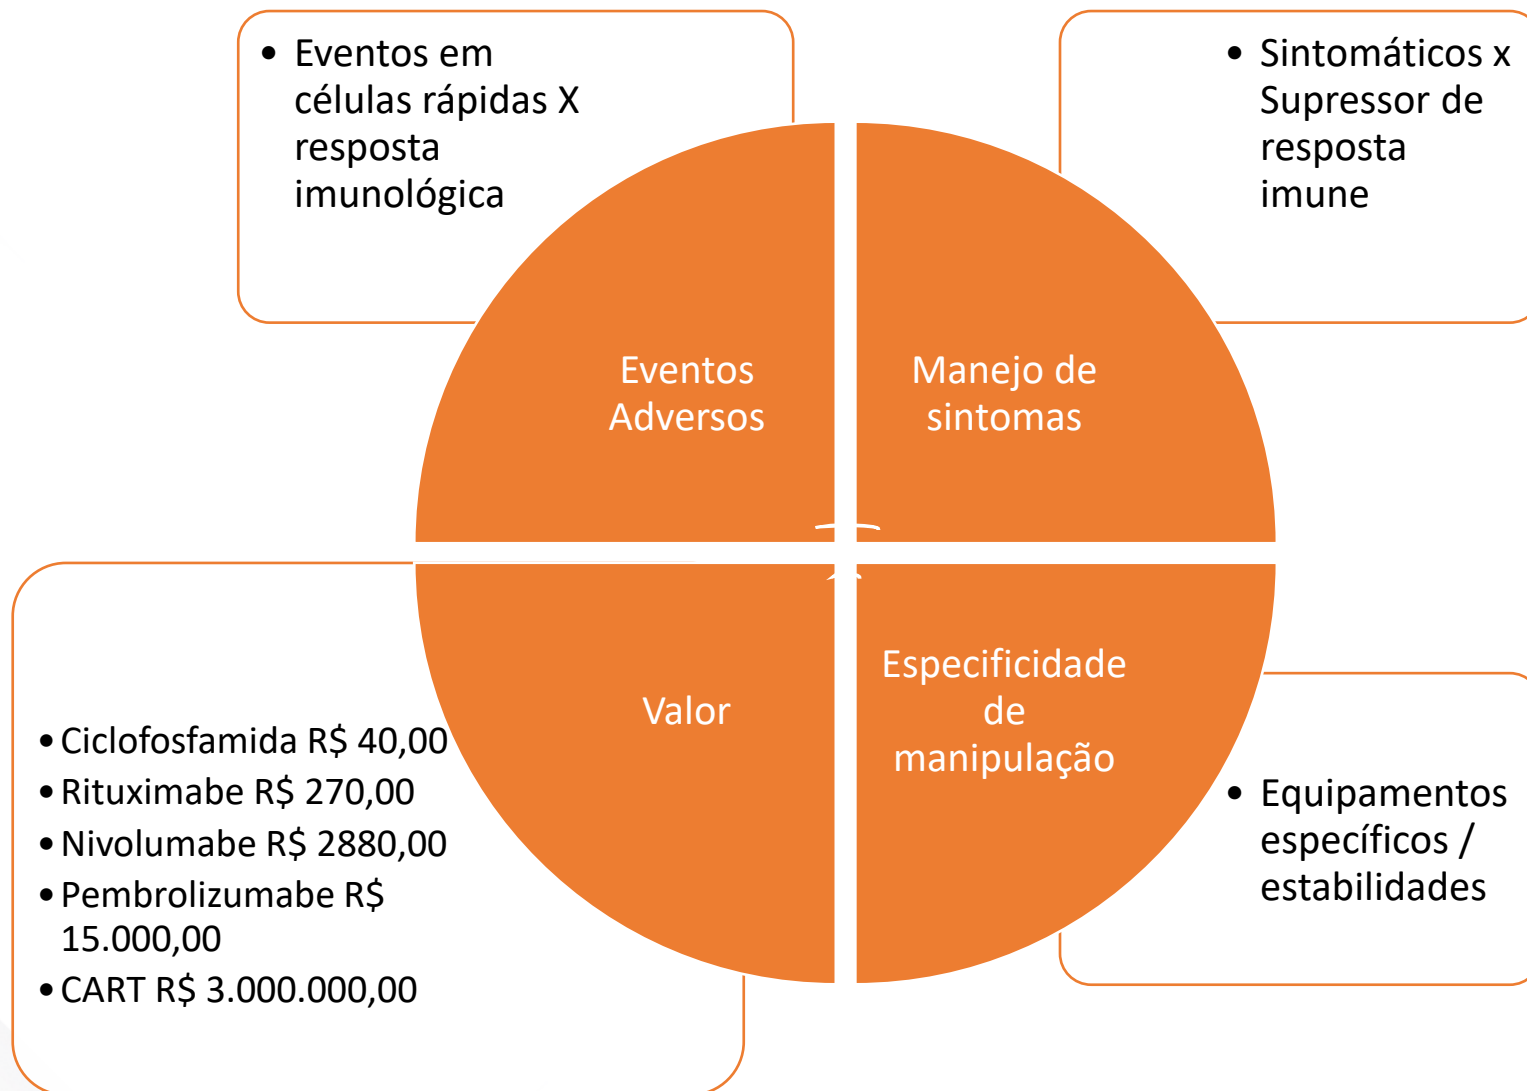 • Eventos em
células rápidas X
resposta
imunológica
• Sintomáticos x
Supressor de
resposta
imune
Eventos
Adversos
Manejo de
sintomas
Valor
Especificidade
de
manipulação
• Ciclofosfamida R$ 40,00
• Rituximabe R$ 270,00
• Nivolumabe R$ 2880,00
• Pembrolizumabe R$
15.000,00
• CART R$ 3.000.000,00
• Equipamentos
específicos /
estabilidades